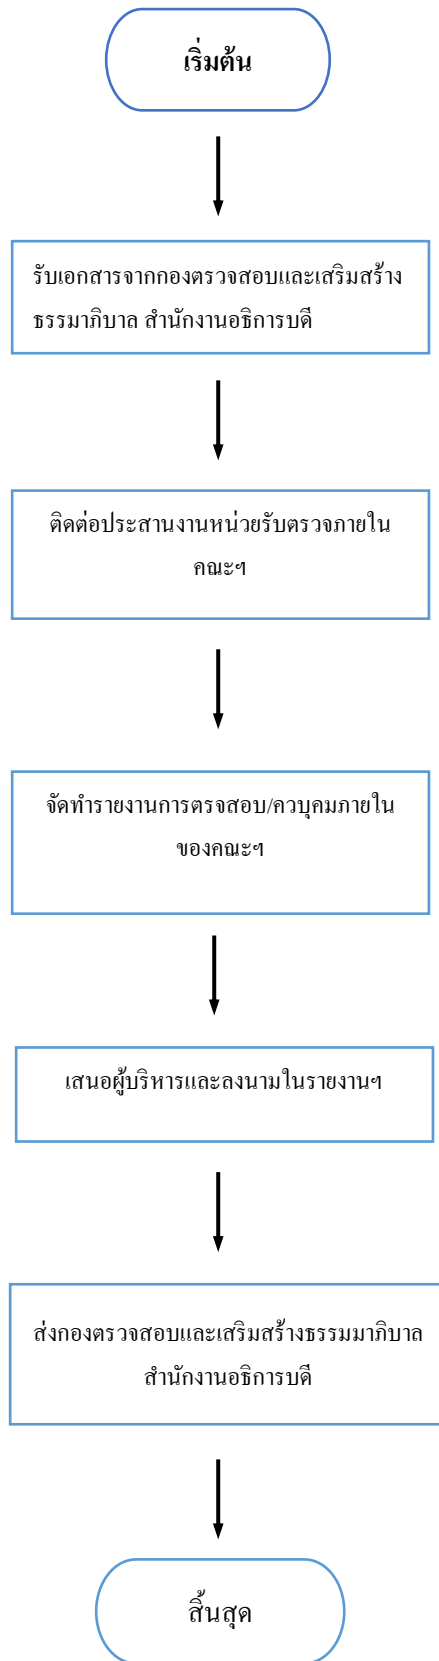 เริ่มต้น
รับเอกสารจากกองตรวจสอบและเสริมสร้าง
ธรรมาภิบาล สำนักงานอธิการบดี
ติดต่อประสานงานหน่วยรับตรวจภายใน
คณะฯ
จัดทำรายงานการตรจสอบ/ควบุคมภายใน
ของคณะฯ
เสนอผู้บริหารและลงนามในรายงานฯ
ส่งกองตรวจสอบและเสริมสร้างธรรมมาภิบาล
สำนักงานอธิการบดี
สิ้นสุด